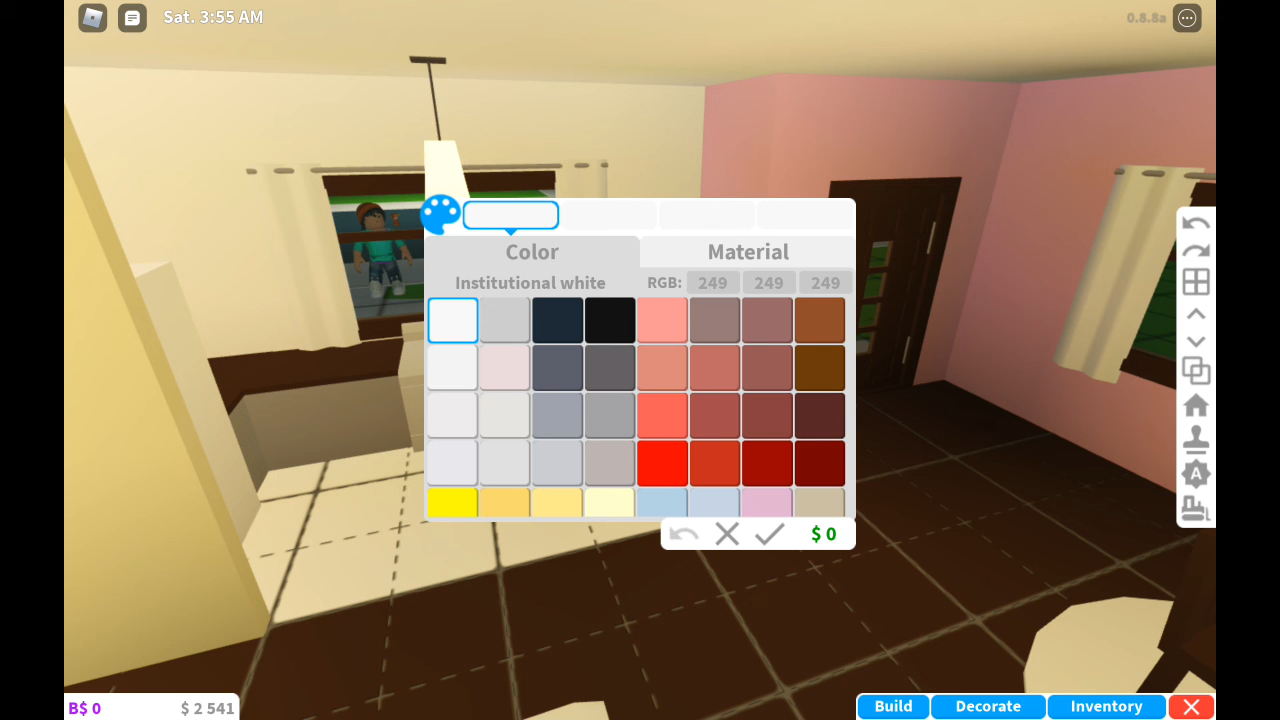 Sat. 3:55 AM
0.8.8a
Color
Material
Institutional white
RGB: 249 249 249
A
$ 0
B$ 0
$ 2 541
Build
Decorate
Inventory